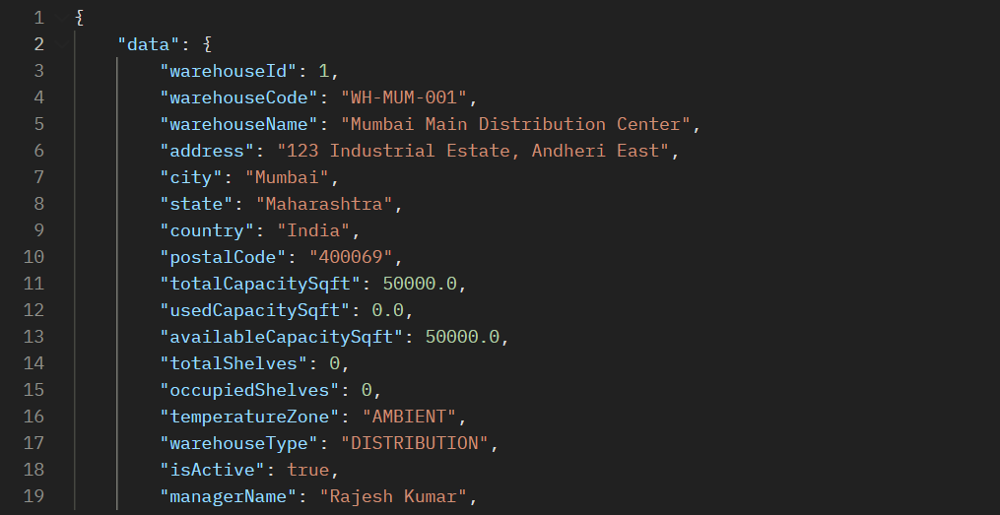 1 {
2 "data": {
3 "warehouseId": 1,
4 "warehouseCode": "WH-MUM-001",
5 "warehouseName": "Mumbai Main Distribution Center",
6 "address": "123 Industrial Estate, Andheri East",
7 "city": "Mumbai",
8 "state": "Maharashtra",
9 "country": "India",
10 "postalCode": "400069",
11 "totalCapacitySqft": 50000.0,
12 "usedCapacitySqft": 0.0,
13 "availableCapacitySqft": 50000.0,
14 "totalShelves": 0,
15 "occupiedShelves": 0,
16 "temperatureZone": "AMBIENT",
17 "warehouseType": "DISTRIBUTION",
18 "isActive": true,
19 "managerName": "Rajesh Kumar",